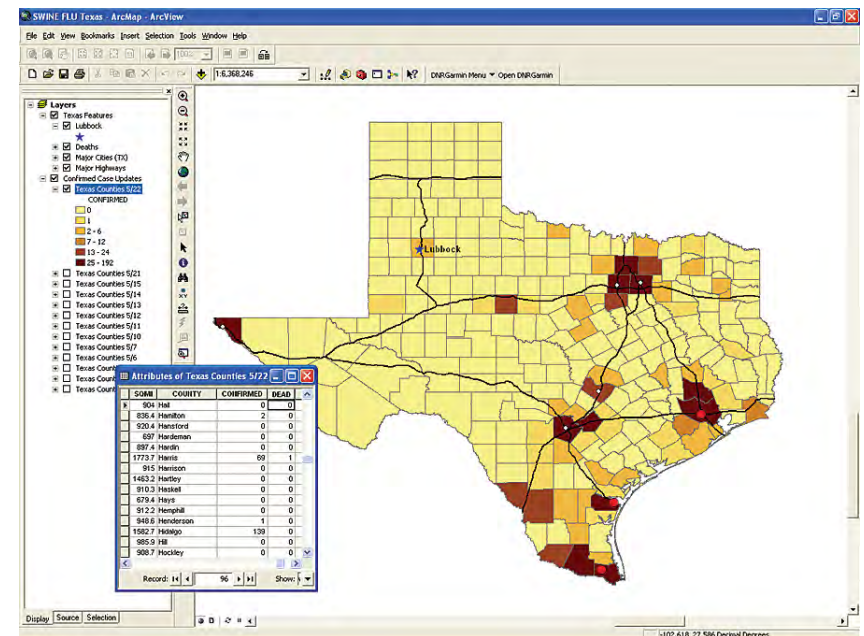 SWINE FLU Texas - ArcMap - ArcView
File Edit View Bookmarks Insert Selection Tools Window Help
1:6,368,246
DNRGarmin Menu Open DNRGarmin
Layers
Texas Features
Lubbock
Deaths
Major Cities (TX)
Major Highways
Confirmed Case Updates
Texas Counties 5/22
CONFIRMED
0
1
2 - 6
7 - 12
13 - 24
25 - 192
Texas Counties 5/21
Texas Counties 5/15
Texas Counties 5/14
Texas Counties 5/13
Texas Counties 5/12
Texas Counties 5/11
Texas Counties 5/10
Texas Counties 5/7
Texas Counties 5/6
Texas Count
Texas Count
Texas Count
Lubbock
Attributes of Texas Counties 5/22
SQMI COUNTY CONFIRMED DEAD
904 Hall 0 0
836.4 Hamilton 2 0
920.4 Hansford 0 0
697 Hardeman 0 0
897.4 Hardin 0 0
1773.7 Harris 69 1
915 Harrison 0 0
1463.2 Hartley 0 0
910.3 Haskell 0 0
679.4 Hays 0 0
912.2 Hemphill 0 0
948.6 Henderson 1 0
1582.7 Hidalgo 139 0
985.9 Hill 0 0
908.7 Hockley 0 0
Record: 96 Show:
Display Source Selection
-102.618 27.586 Decimal Degrees